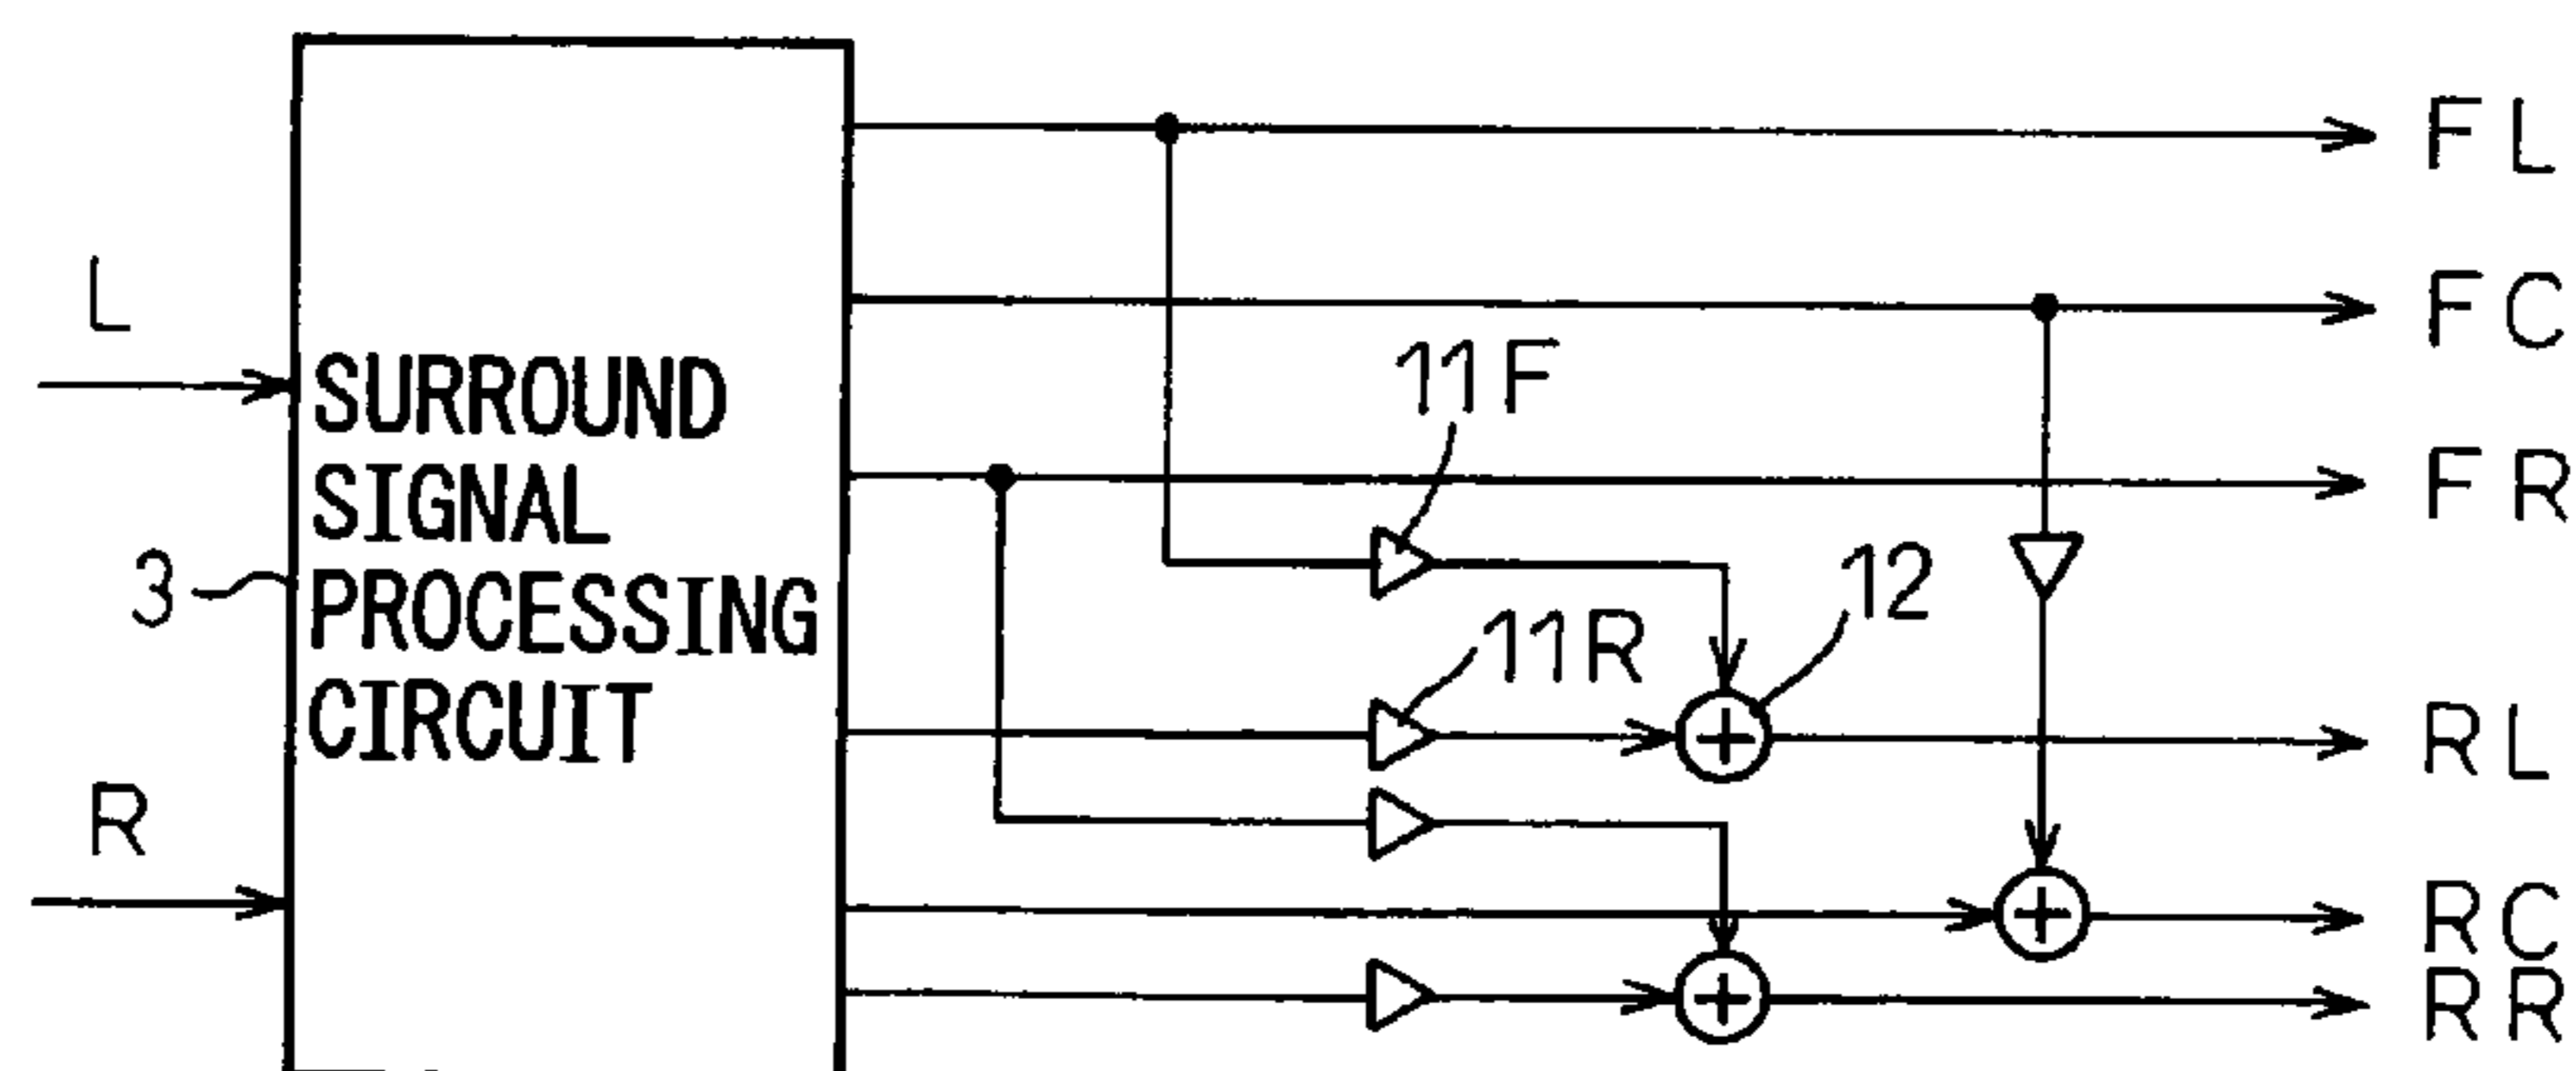 FL
L
FC
11F
SURROUND
FR
SIGNAL
12
3
PROCESSING
11R
CIRCUIT
RL
R
RC
RR